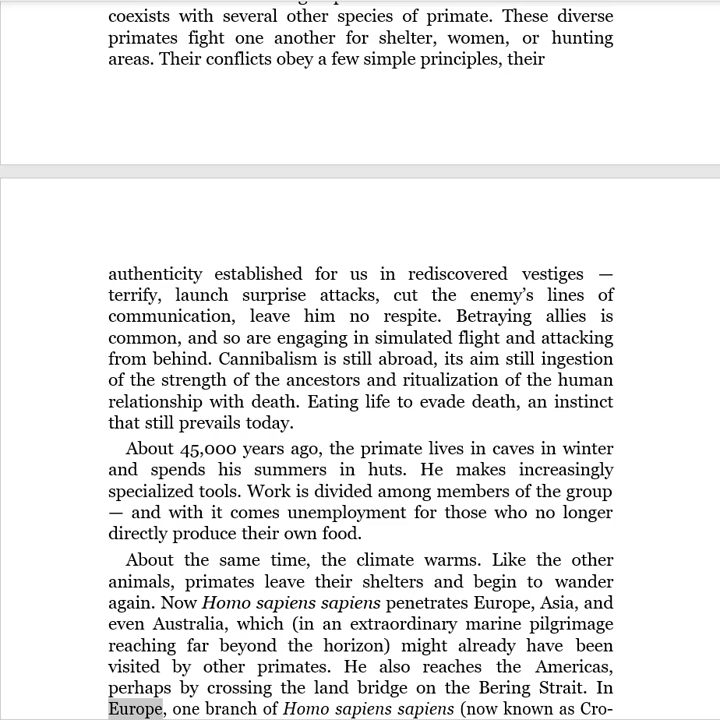 coexists with several other species of primate. These diverse
primates fight one another for shelter, women, or hunting
areas. Their conflicts obey a few simple principles, their
authenticity established for us in rediscovered vestiges —
terrify, launch surprise attacks, cut the enemy’s lines of
communication, leave him no respite. Betraying allies is
common, and so are engaging in simulated flight and attacking
from behind. Cannibalism is still abroad, its aim still ingestion
of the strength of the ancestors and ritualization of the human
relationship with death. Eating life to evade death, an instinct
that still prevails today.
About 45,000 years ago, the primate lives in caves in winter
and spends his summers in huts. He makes increasingly
specialized tools. Work is divided among members of the group
— and with it comes unemployment for those who no longer
directly produce their own food.
About the same time, the climate warms. Like the other
animals, primates leave their shelters and begin to wander
again. Now Homo sapiens sapiens penetrates Europe, Asia, and
even Australia, which (in an extraordinary marine pilgrimage
reaching far beyond the horizon) might already have been
visited by other primates. He also reaches the Americas,
perhaps by crossing the land bridge on the Bering Strait. In
Europe, one branch of Homo sapiens sapiens (now known as Cro-